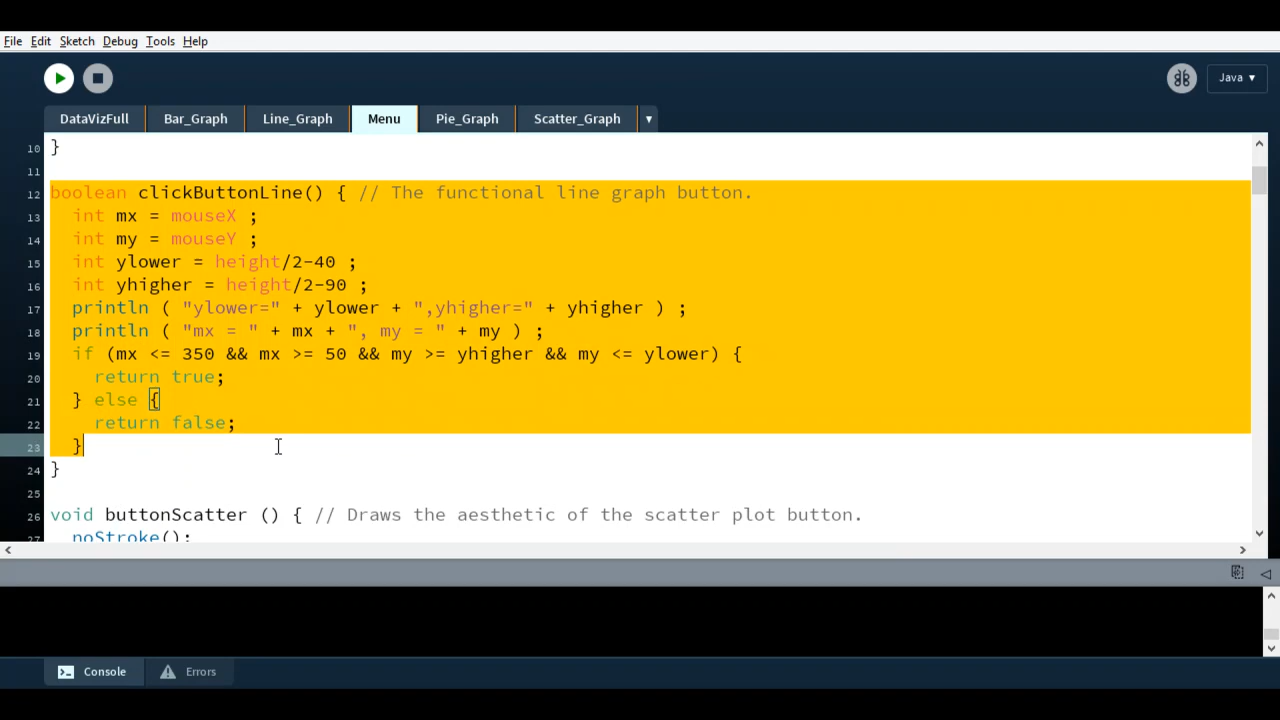 File Edit Sketch Debug Tools Help
Java ▾
DataVizFull Bar_Graph Line_Graph Menu Pie_Graph Scatter_Graph ▾
10 }
11
12 boolean clickButtonLine() { // The functional line graph button.
13 int mx = mouseX ;
14 int my = mouseY ;
15 int ylower = height/2-40 ;
16 int yhigher = height/2-90 ;
17 println ( "ylower=" + ylower + ",yhigher=" + yhigher ) ;
18 println ( "mx = " + mx + ", my = " + my ) ;
19 if (mx <= 350 && mx >= 50 && my >= yhigher && my <= ylower) {
20 return true;
21 } else {
22 return false;
23 }
24 }
25
26 void buttonScatter () { // Draws the aesthetic of the scatter plot button.
27 noStroke();
Console Errors